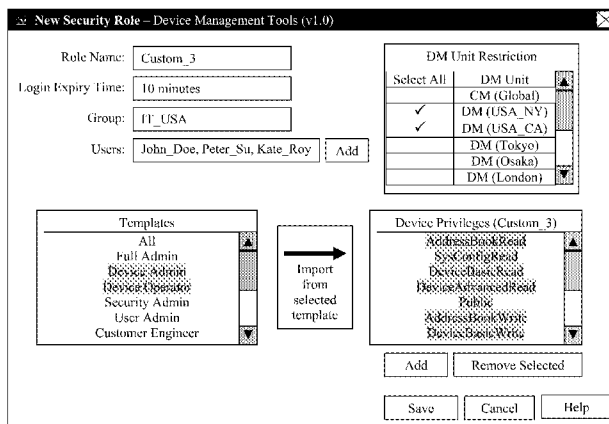 New Security Role – Device Management Tools (v1.0)
Role Name: Custom_3
Login Expiry Time: 10 minutes
Group: IT_USA
Users: John_Doe, Peter_Su, Kate_Roy Add
DM Unit Restriction
Select All DM Unit
CM (Global)
✓ DM (USA_NY)
✓ DM (USA_CA)
DM (Tokyo)
DM (Osaka)
DM (London)
Templates
All
Full Admin
Device Admin
Device Operator
Security Admin
User Admin
Customer Engineer
Import
from
selected
template
Device Privileges (Custom_3)
AddressBookRead
SysConfigRead
DeviceBasicRead
DeviceAdvancedRead
Public
AddressBookWrite
DeviceBasicWrite
Add Remove Selected
Save Cancel Help